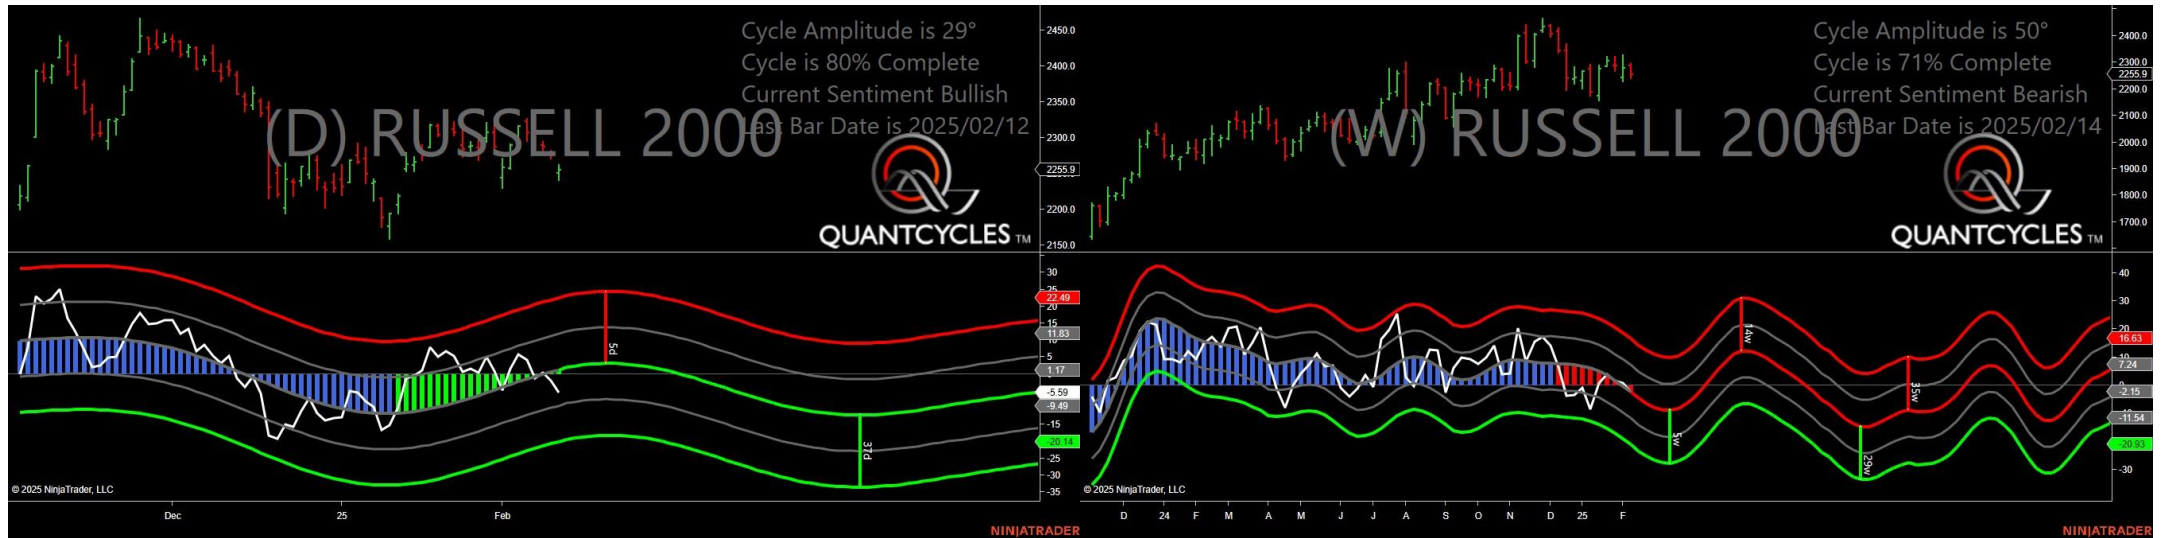 Cycle Amplitude is 29°
Cycle is 80% Complete
Current Sentiment Bullish
Last Bar Date is 2025/02/12
(D) RUSSELL 2000
QUANTCYCLES TM
2450.0
2400.0
2350.0
2300.0
2255.9
2200.0
2150.0
30
25
22.49
20
15
11.83
10
5
1.17
-5.59
-9.49
-15
-20.14
-25
-30
-35
5d
37d
© 2025 NinjaTrader, LLC
Dec
25
Feb
NINJATRADER
Cycle Amplitude is 50°
Cycle is 71% Complete
Current Sentiment Bearish
Last Bar Date is 2025/02/14
(W) RUSSELL 2000
QUANTCYCLES TM
2400.0
2300.0
2255.9
2200.0
2100.0
2000.0
1900.0
1800.0
1700.0
40
30
20
16.63
10
7.24
-2.15
-11.54
-20.93
-30
14w
35w
5w
29w
© 2025 NinjaTrader, LLC
D 24 F M A M J J A S O N D 25 F
NINJATRADER